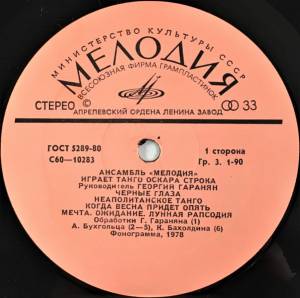 МИНИСТЕРСТВО КУЛЬТУРЫ СССР
МЕЛОДИЯ
ВСЕСОЮЗНАЯ ФИРМА ГРАМПЛАСТИНОК
СТЕРЕО 33
АПРЕЛЕВСКИЙ ОРДЕНА ЛЕНИНА ЗАВОД
ГОСТ 5289-80 1 сторона
С60—10283 Гр. 3. 1-90
АНСАМБЛЬ «МЕЛОДИЯ»
ИГРАЕТ ТАНГО ОСКАРА СТРОКА
Руководитель ГЕОРГИЙ ГАРАНЯН
ЧЕРНЫЕ ГЛАЗА
НЕАПОЛИТАНСКОЕ ТАНГО
КОГДА ВЕСНА ПРИДЕТ ОПЯТЬ
МЕЧТА. ОЖИДАНИЕ. ЛУННАЯ РАПСОДИЯ
Обработки Г. Гараняна (1)
А. Бухгольца (2—5), К. Бахолдина (6)
Фонограмма, 1978